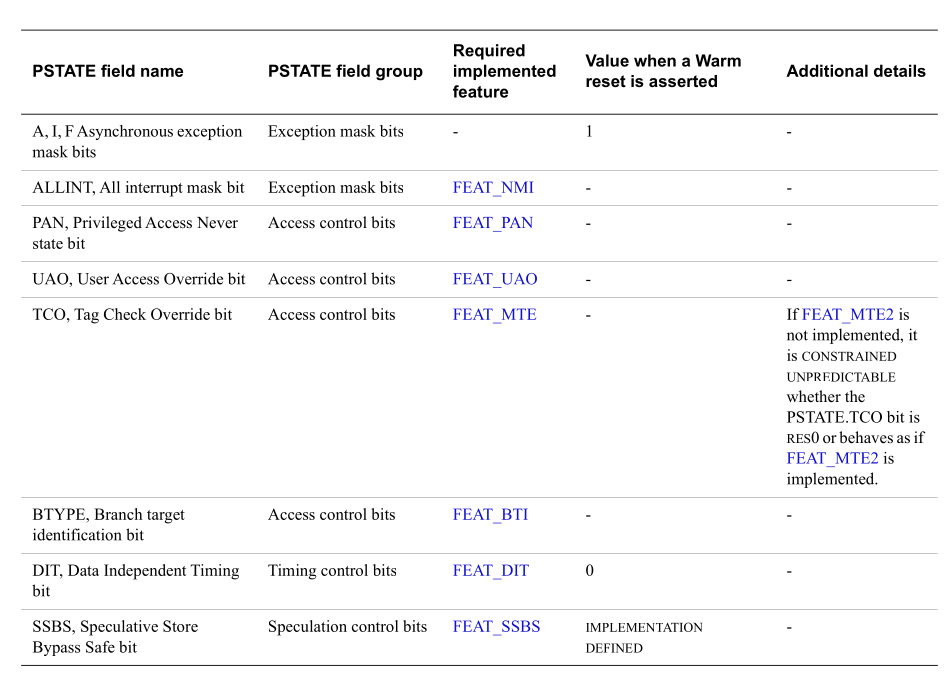 PSTATE field name PSTATE field group Required implemented feature Value when a Warm reset is asserted Additional details
A, I, F Asynchronous exception Exception mask bits - 1 -
mask bits
ALLINT, All interrupt mask bit Exception mask bits FEAT_NMI - -
PAN, Privileged Access Never Access control bits FEAT_PAN - -
state bit
UAO, User Access Override bit Access control bits FEAT_UAO - -
TCO, Tag Check Override bit Access control bits FEAT_MTE - If FEAT_MTE2 is
not implemented, it
is CONSTRAINED
UNPREDICTABLE
whether the
PSTATE.TCO bit is
RES0 or behaves as if
FEAT_MTE2 is
implemented.
BTYPE, Branch target Access control bits FEAT_BTI - -
identification bit
DIT, Data Independent Timing Timing control bits FEAT_DIT 0 -
bit
SSBS, Speculative Store Speculation control bits FEAT_SSBS IMPLEMENTATION -
Bypass Safe bit DEFINED